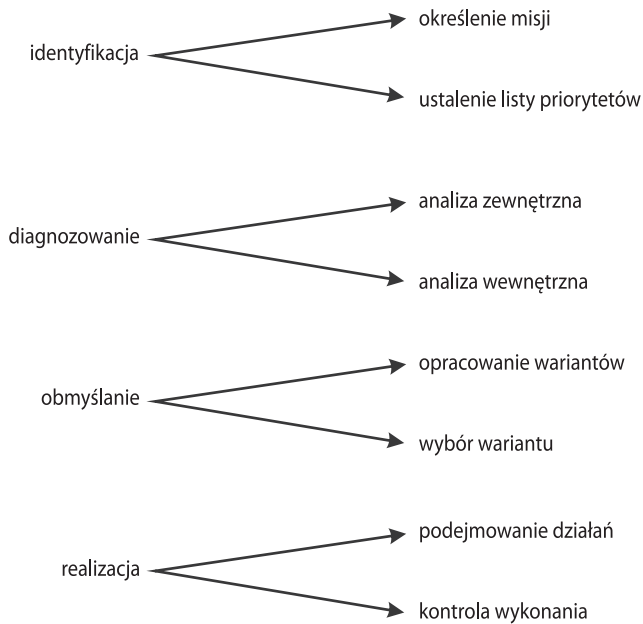 identyfikacja
określenie misji
ustalenie listy priorytetów
diagnozowanie
analiza zewnętrzna
analiza wewnętrzna
obmyślanie
opracowanie wariantów
wybór wariantu
realizacja
podejmowanie działań
kontrola wykonania